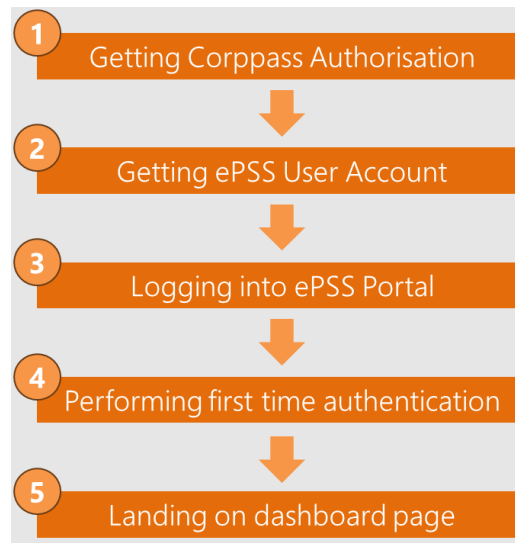 1
Getting Corppass Authorisation
2
Getting ePSS User Account
3
Logging into ePSS Portal
4
Performing first time authentication
5
Landing on dashboard page